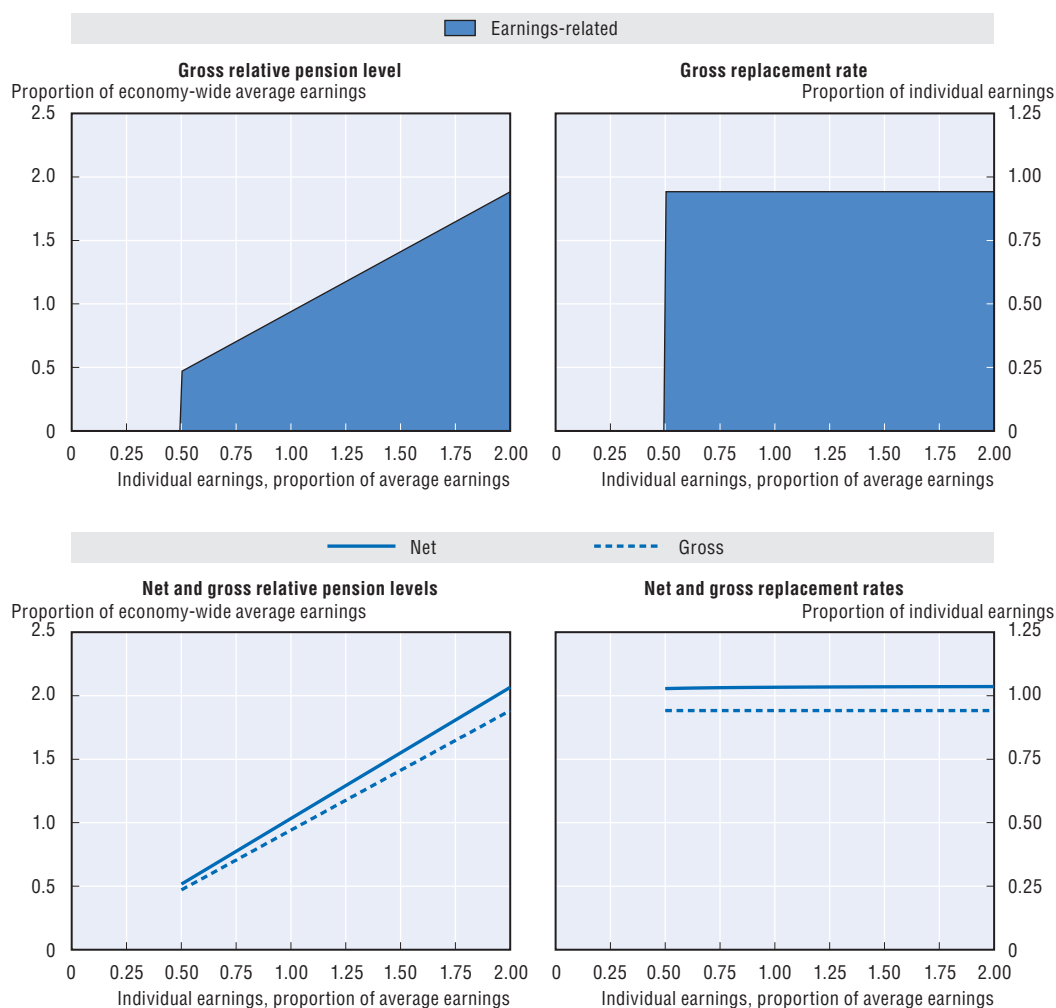 Earnings-related
Gross relative pension level
Proportion of economy-wide average earnings
2.5
2.0
1.5
1.0
0.5
0
0 0.25 0.50 0.75 1.00 1.25 1.50 1.75 2.00
Individual earnings, proportion of average earnings
Gross replacement rate
Proportion of individual earnings
1.25
1.00
0.75
0.50
0.25
0
0 0.25 0.50 0.75 1.00 1.25 1.50 1.75 2.00
Individual earnings, proportion of average earnings
Net Gross
Net and gross relative pension levels
Proportion of economy-wide average earnings
2.5
2.0
1.5
1.0
0.5
0
0 0.25 0.50 0.75 1.00 1.25 1.50 1.75 2.00
Individual earnings, proportion of average earnings
Net and gross replacement rates
Proportion of individual earnings
1.25
1.00
0.75
0.50
0.25
0
0 0.25 0.50 0.75 1.00 1.25 1.50 1.75 2.00
Individual earnings, proportion of average earnings